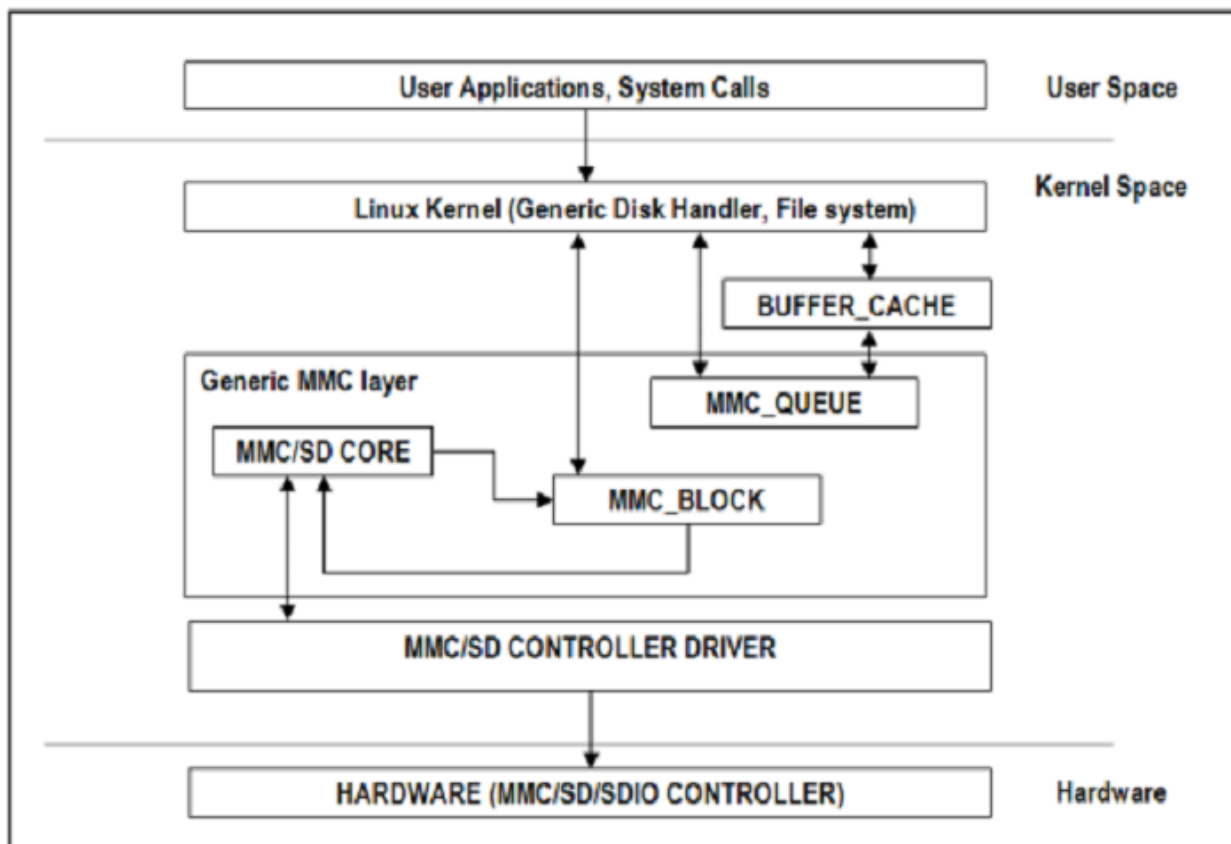 User Applications, System Calls
User Space
Kernel Space
Linux Kernel (Generic Disk Handler, File system)
BUFFER_CACHE
Generic MMC layer
MMC_QUEUE
MMC/SD CORE
MMC_BLOCK
MMC/SD CONTROLLER DRIVER
HARDWARE (MMC/SD/SDIO CONTROLLER)
Hardware